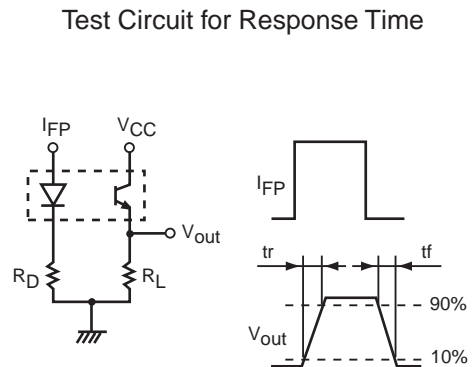 Test Circuit for Response Time
IFP
VCC
Vout
RD
RL
IFP
tr
tf
90%
Vout
10%